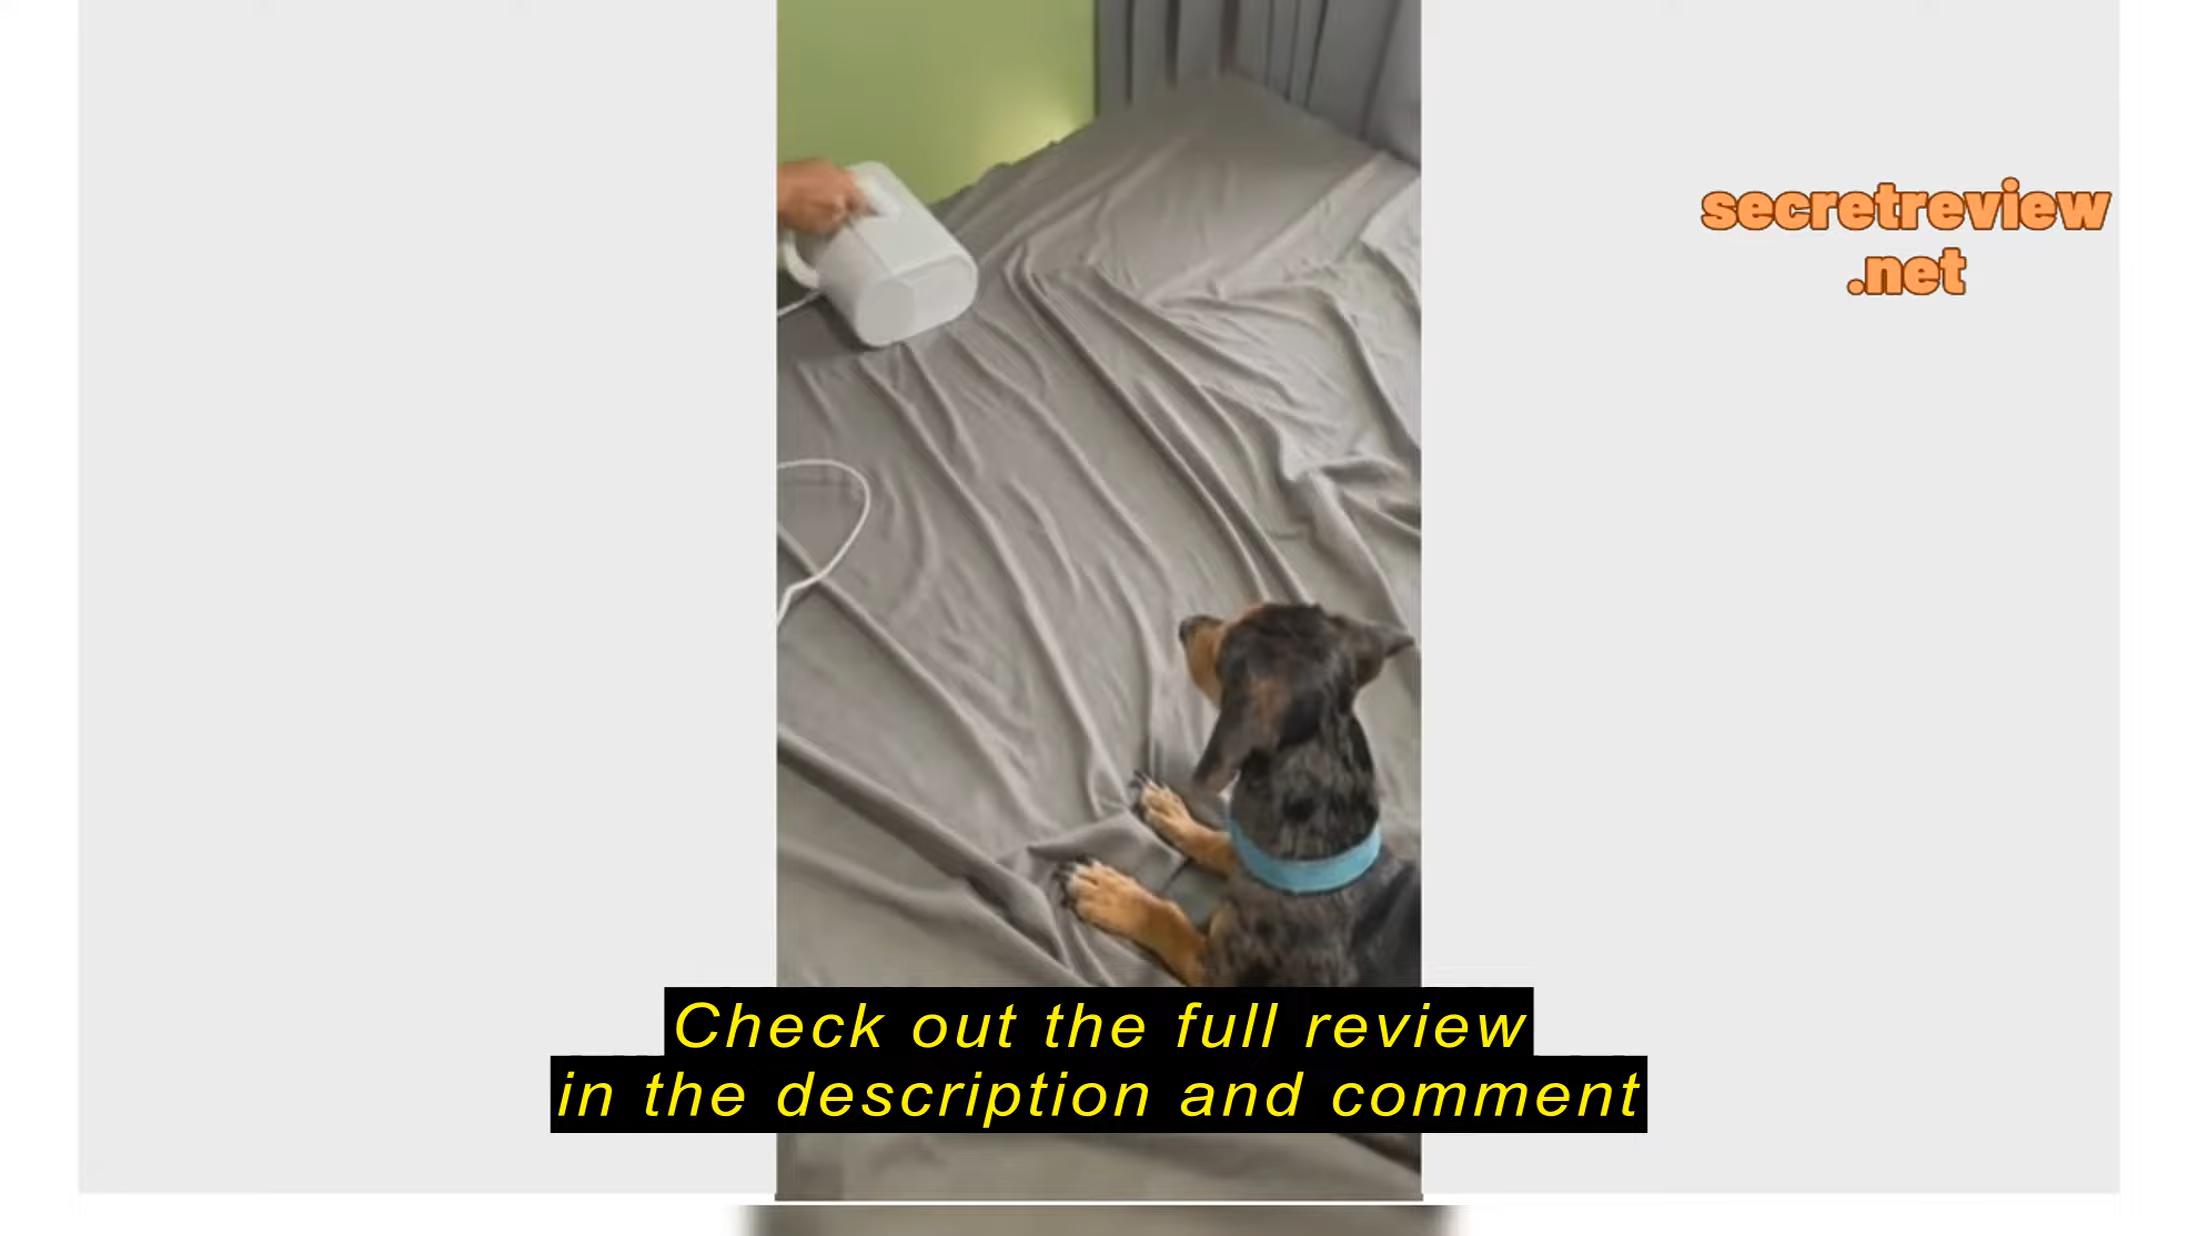 secretreview
.net
Check out the full review
in the description and comment